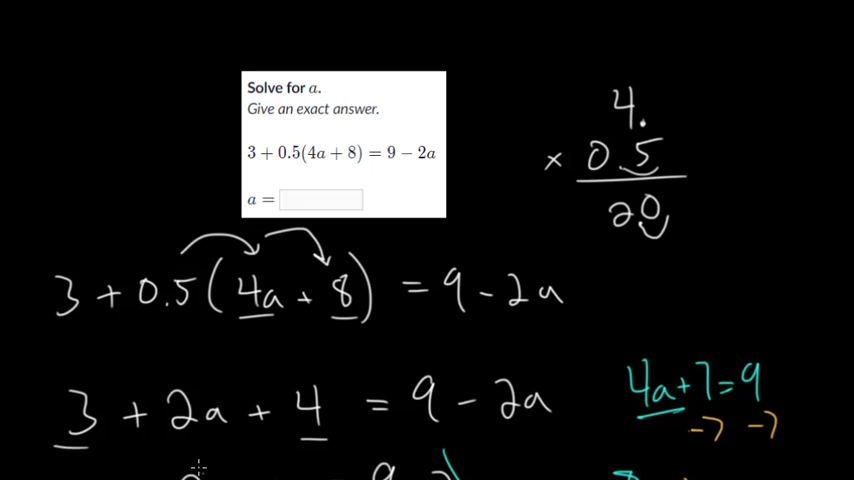 Solve for a.
Give an exact answer.
3 + 0.5(4a + 8) = 9 − 2a
a =
4.
× 0.5
20
3 + 0.5(4a + 8) = 9 - 2a
3 + 2a + 4 = 9 - 2a
4a + 7 = 9
-7 -7